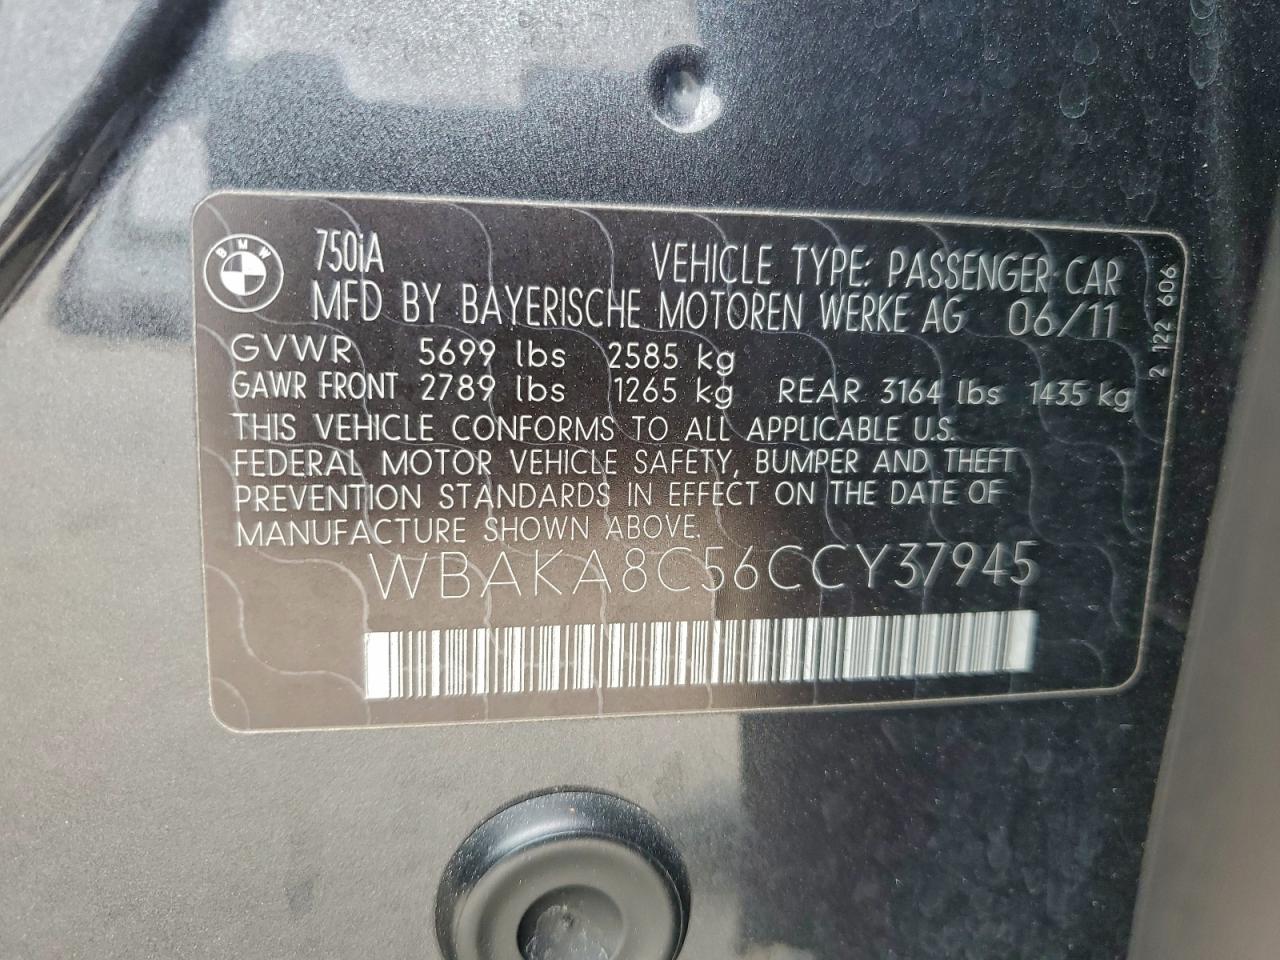 BMW
750iA
VEHICLE TYPE: PASSENGER CAR
MFD BY BAYERISCHE MOTOREN WERKE AG 06/11
GVWR 5699 lbs 2585 kg
GAWR FRONT 2789 lbs 1265 kg REAR 3164 lbs 1435 kg
THIS VEHICLE CONFORMS TO ALL APPLICABLE U.S.
FEDERAL MOTOR VEHICLE SAFETY, BUMPER AND THEFT
PREVENTION STANDARDS IN EFFECT ON THE DATE OF
MANUFACTURE SHOWN ABOVE.
WBAKA8C56CCY37945
2 122 606